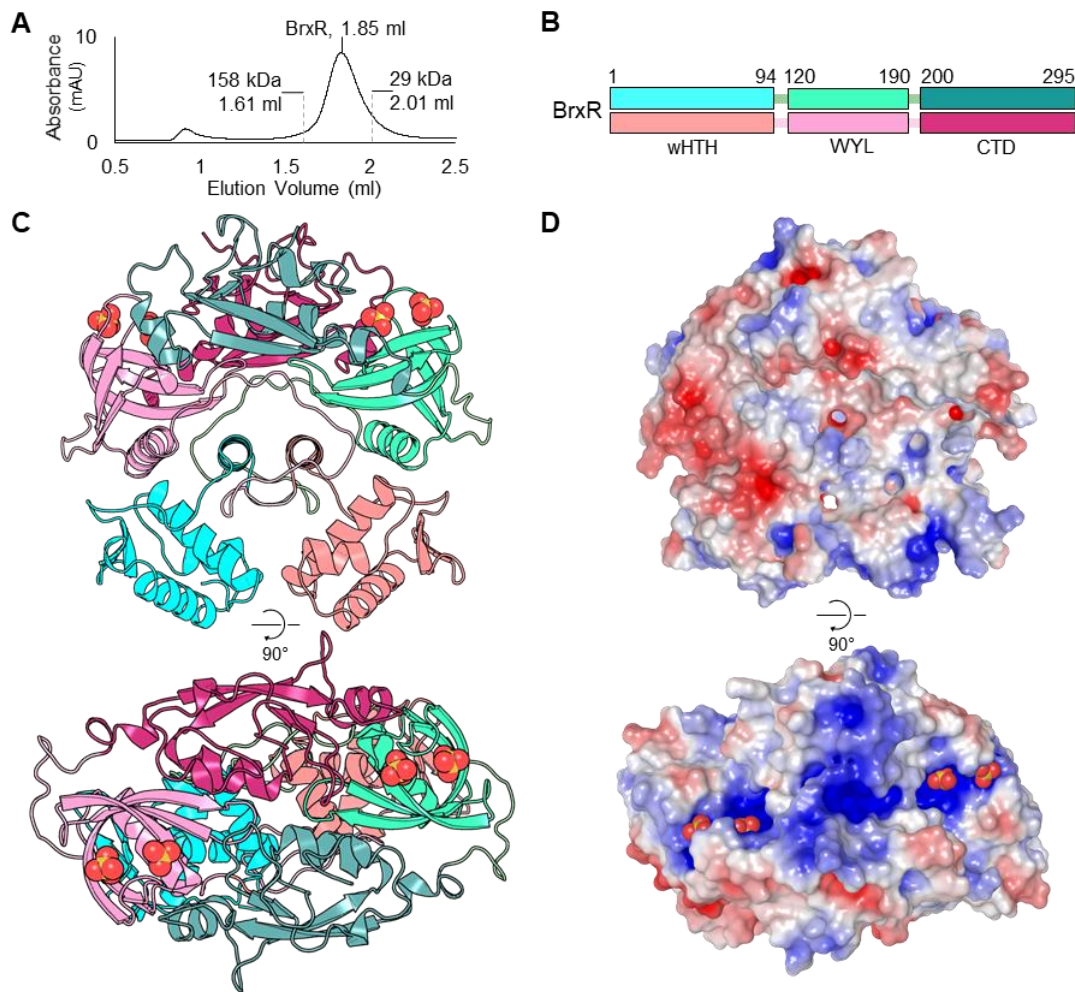 A
B
Absorbance
(mAU)
10
0
BrxR, 1.85 ml
158 kDa
1.61 ml
29 kDa
2.01 ml
0.5 1 1.5 2 2.5
Elution Volume (ml)
1 94 120 190 200 295
BrxR
wHTH WYL CTD
C
D
90°
90°